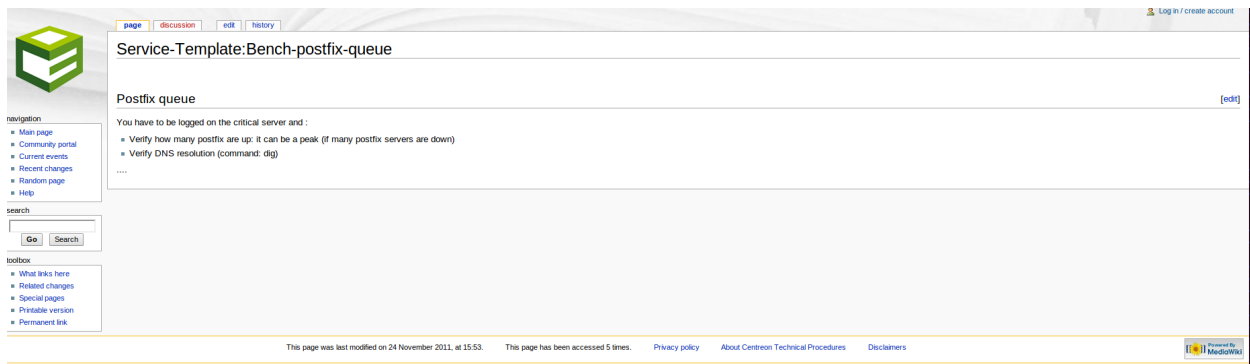 Log in / create account
page discussion edit history
Service-Template:Bench-postfix-queue
Postfix queue [edit]
You have to be logged on the critical server and :
Verify how many postfix are up: it can be a peak (if many postfix servers are down)
Verify DNS resolution (command: dig)
....
navigation
Main page
Community portal
Current events
Recent changes
Random page
Help
search
Go Search
toolbox
What links here
Related changes
Special pages
Printable version
Permanent link
This page was last modified on 24 November 2011, at 15:53. This page has been accessed 5 times. Privacy policy About Centreon Technical Procedures Disclaimers
Powered By
MediaWiki